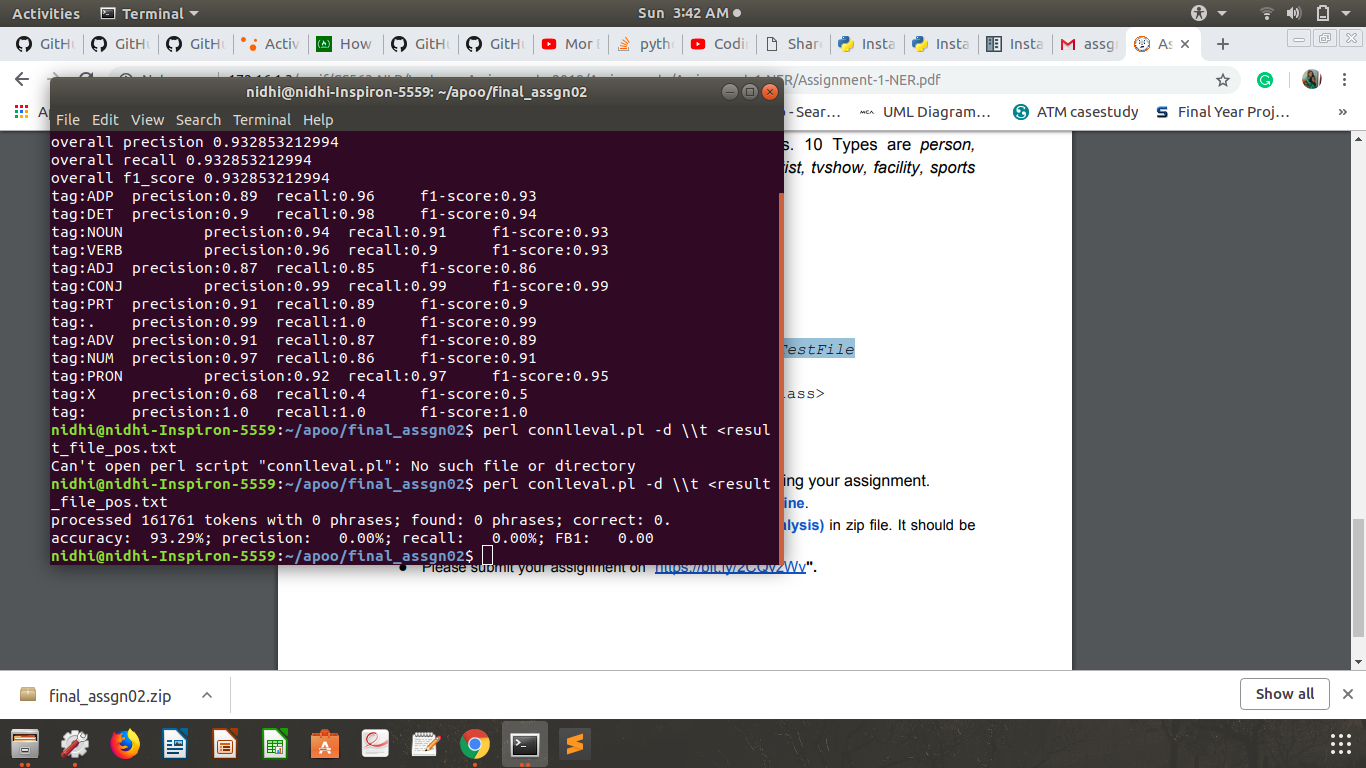 Activities Terminal Sun 3:42 AM
GitHu GitHu GitHu Activ How GitHu GitHu Mor pyth Codi Share Insta Insta Insta assg As
Assignment-1-NER.pdf
nidhi@nidhi-Inspiron-5559: ~/apoo/final_assgn02
- Sear… MCA UML Diagram… ATM casestudy S Final Year Proj… »
File Edit View Search Terminal Help
overall precision 0.932853212994
overall recall 0.932853212994
overall f1_score 0.932853212994
tag:ADP precision:0.89 recall:0.96 f1-score:0.93
tag:DET precision:0.9 recall:0.98 f1-score:0.94
tag:NOUN precision:0.94 recall:0.91 f1-score:0.93
tag:VERB precision:0.96 recall:0.9 f1-score:0.93
tag:ADJ precision:0.87 recall:0.85 f1-score:0.86
tag:CONJ precision:0.99 recall:0.99 f1-score:0.99
tag:PRT precision:0.91 recall:0.89 f1-score:0.9
tag:. precision:0.99 recall:1.0 f1-score:0.99
tag:ADV precision:0.91 recall:0.87 f1-score:0.89
tag:NUM precision:0.97 recall:0.86 f1-score:0.91
tag:PRON precision:0.92 recall:0.97 f1-score:0.95
tag:X precision:0.68 recall:0.4 f1-score:0.5
tag: precision:1.0 recall:1.0 f1-score:1.0
nidhi@nidhi-Inspiron-5559:~/apoo/final_assgn02$ perl connlleval.pl -d \\t <resul
t_file_pos.txt
Can't open perl script "connlleval.pl": No such file or directory
nidhi@nidhi-Inspiron-5559:~/apoo/final_assgn02$ perl conlleval.pl -d \\t <result
_file_pos.txt
processed 161761 tokens with 0 phrases; found: 0 phrases; correct: 0.
accuracy: 93.29%; precision: 0.00%; recall: 0.00%; FB1: 0.00
nidhi@nidhi-Inspiron-5559:~/apoo/final_assgn02$
s. 10 Types are person,
ist, tvshow, facility, sports
TestFile
ass>
ing your assignment.
ine.
alysis) in zip file. It should be
● Please submit your assignment on "https://bit.ly/2CQvzWv".
final_assgn02.zip
Show all